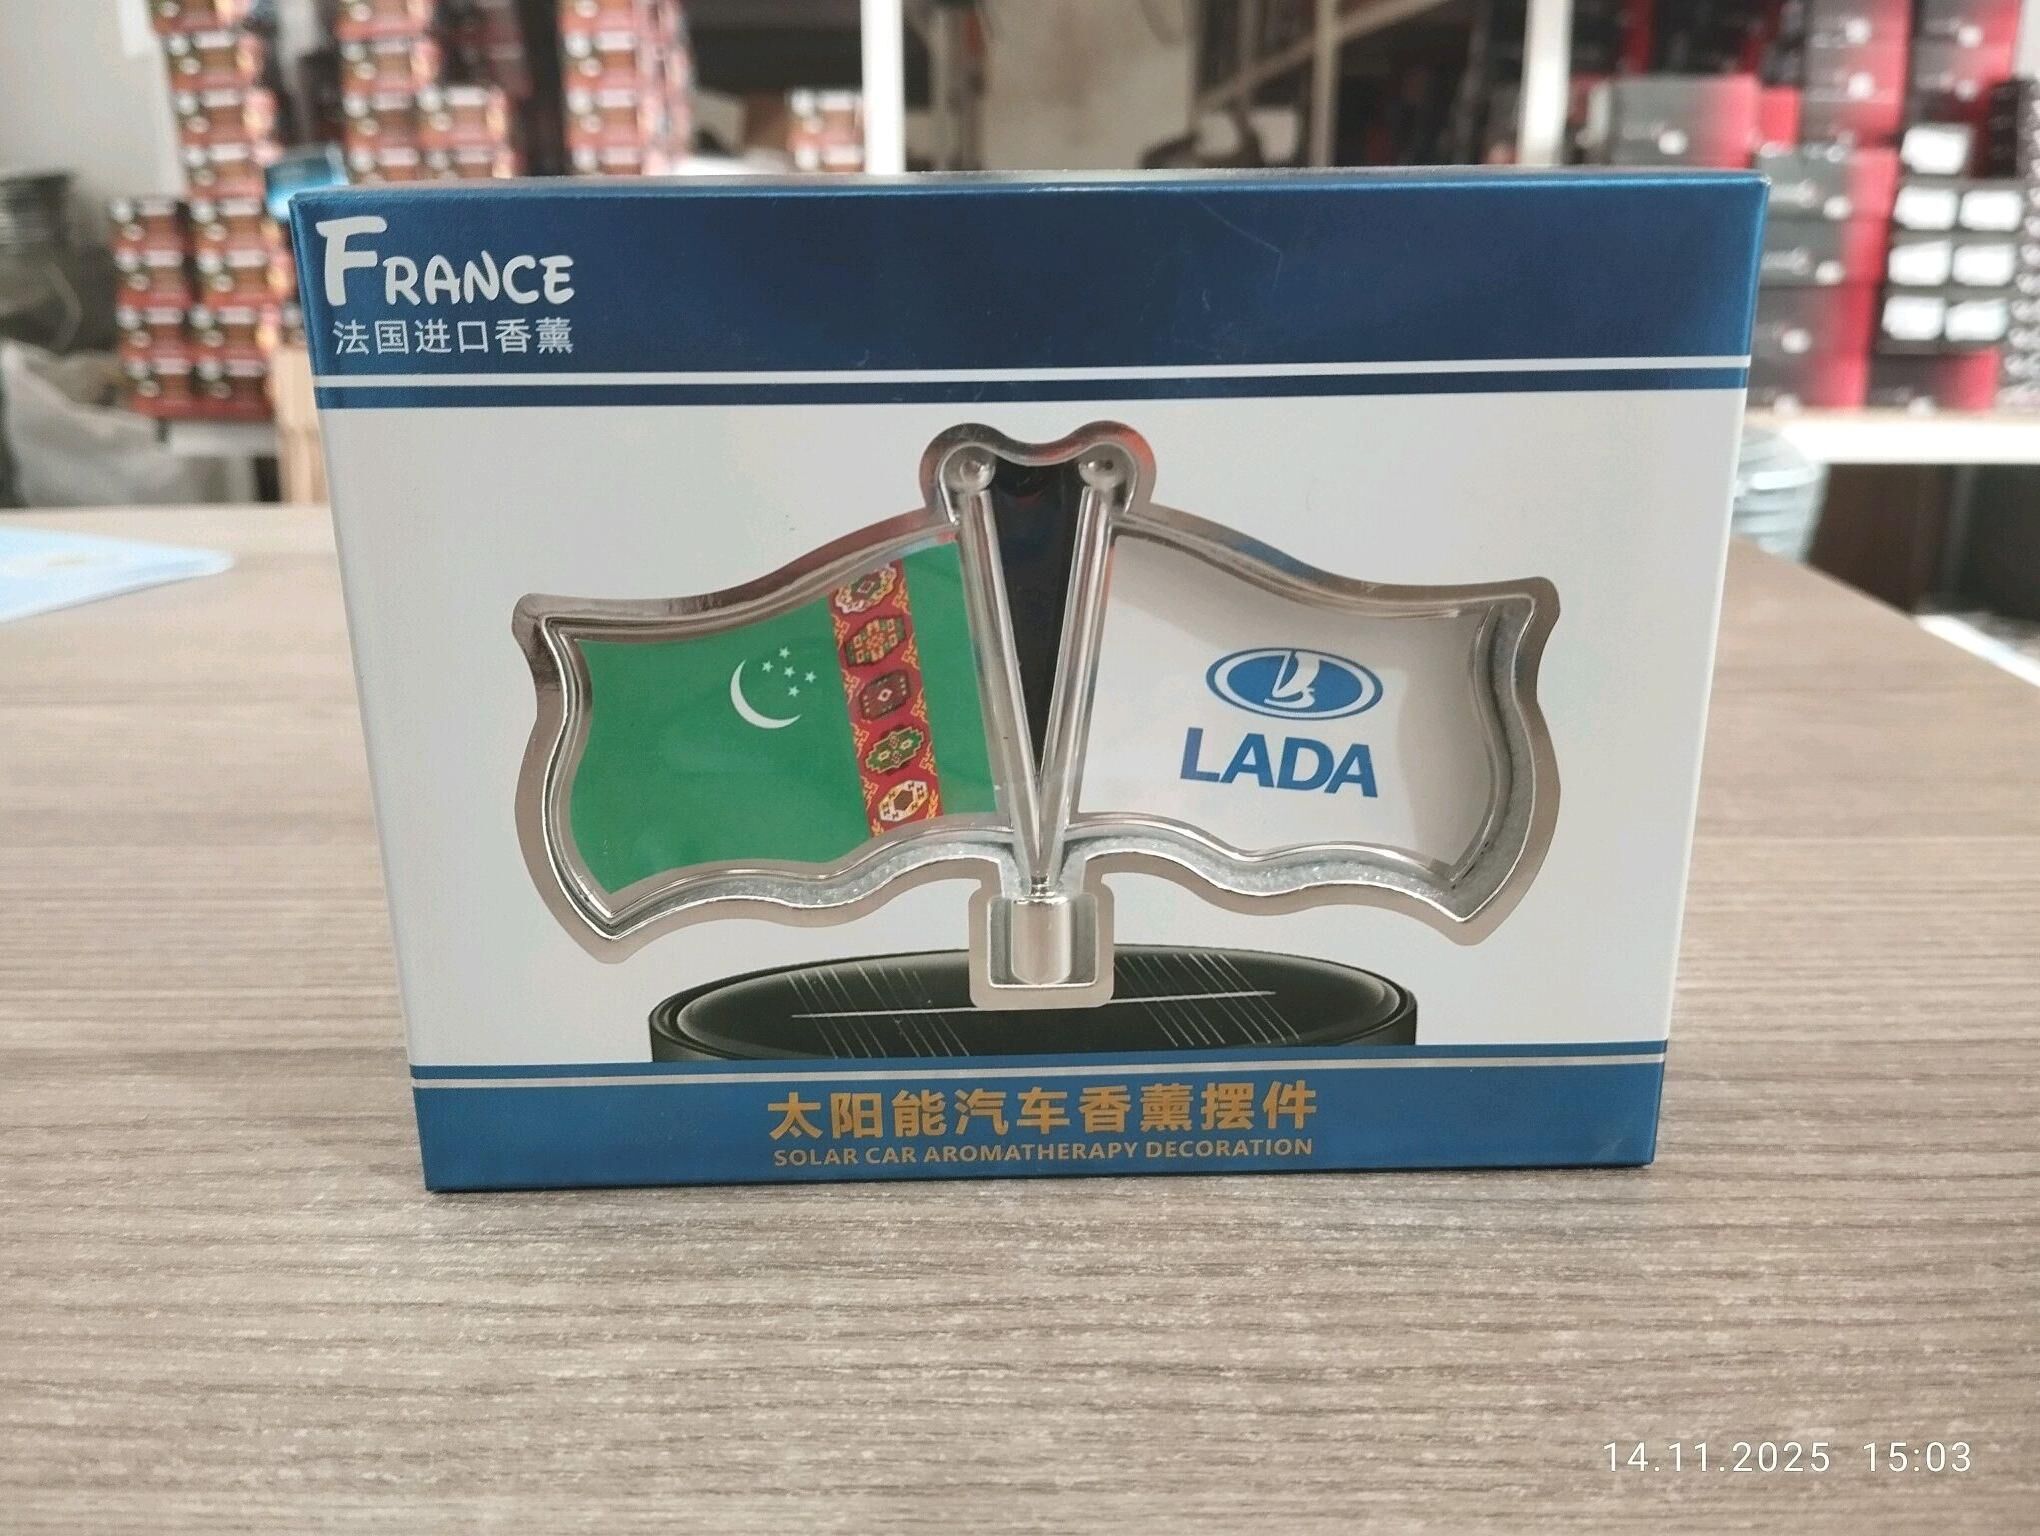 FRANCE
法国进口香薰
LADA
太阳能汽车香薰摆件
SOLAR CAR AROMATHERAPY DECORATION
14.11.2025 15:03